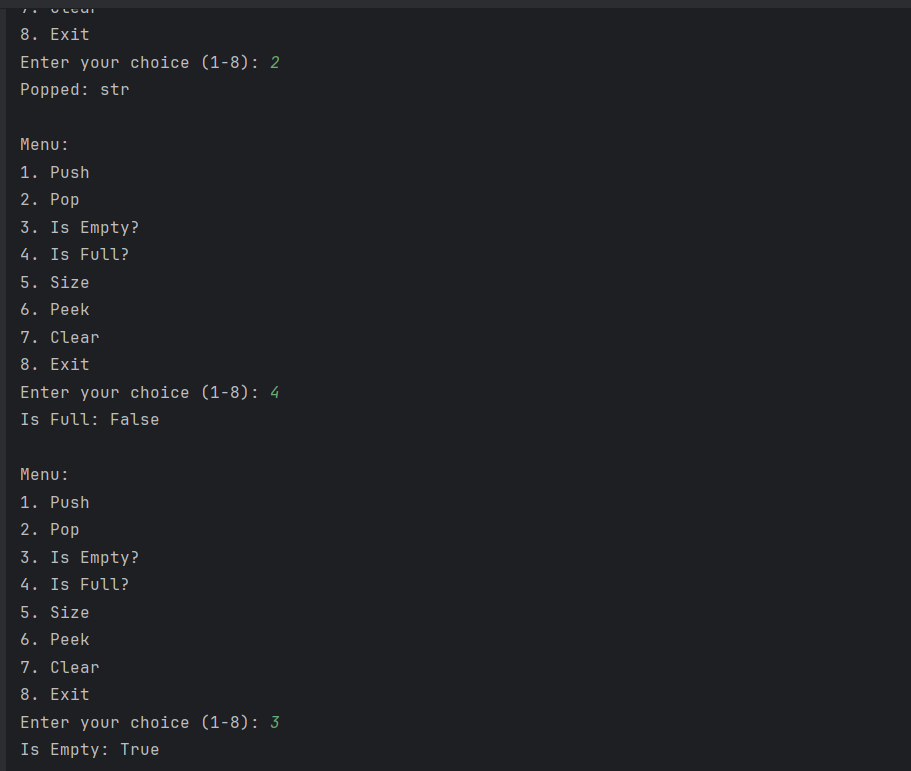 7. Clear
8. Exit
Enter your choice (1-8): 2
Popped: str
Menu:
1. Push
2. Pop
3. Is Empty?
4. Is Full?
5. Size
6. Peek
7. Clear
8. Exit
Enter your choice (1-8): 4
Is Full: False
Menu:
1. Push
2. Pop
3. Is Empty?
4. Is Full?
5. Size
6. Peek
7. Clear
8. Exit
Enter your choice (1-8): 3
Is Empty: True